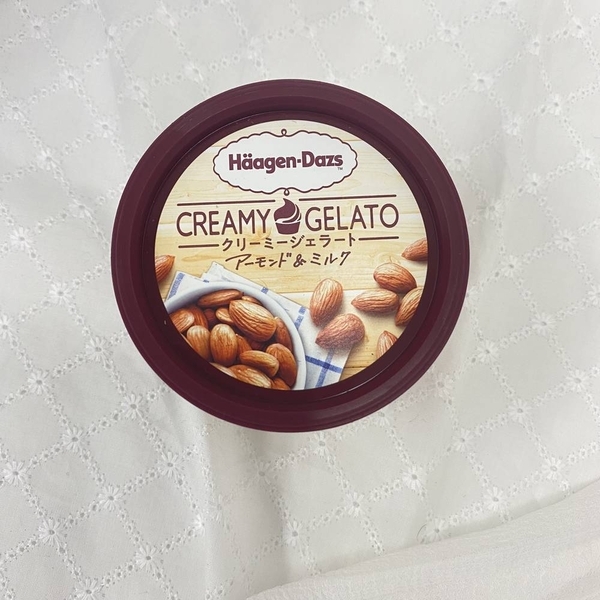 Häagen-Dazs™
CREAMY GELATO
クリーミージェラート
アーモンド&ミルク